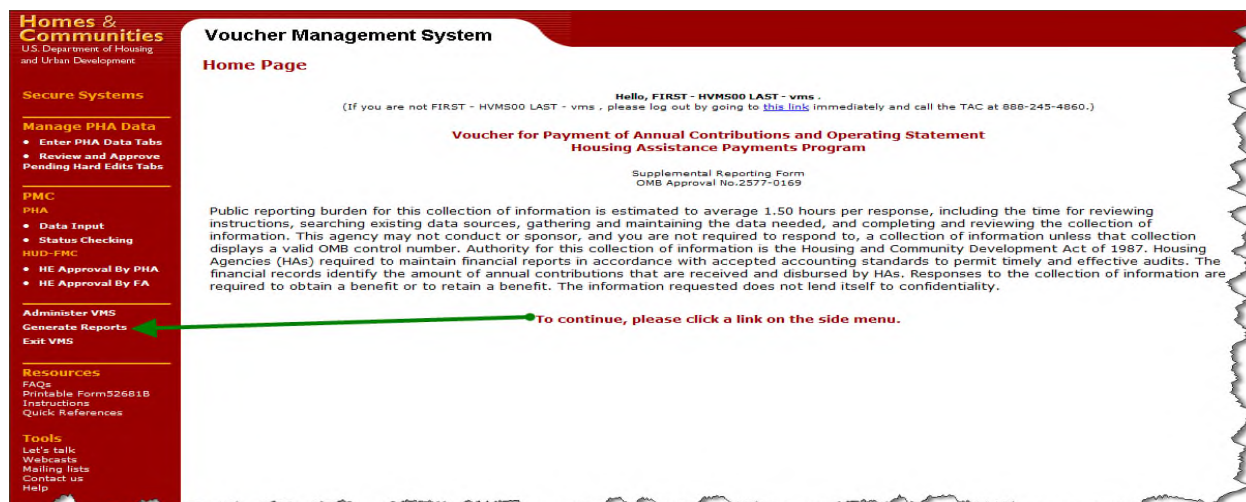 Homes &
Communities
U.S. Department of Housing
and Urban Development
Secure Systems
Manage PHA Data
• Enter PHA Data Tabs
• Review and Approve
Pending Hard Edits Tabs
PMC
PHA
• Data Input
• Status Checking
HUD-FMC
• HE Approval By PHA
• HE Approval By FA
Administer VMS
Generate Reports
Exit VMS
Resources
FAQs
Printable Form52681B
Instructions
Quick References
Tools
Let's talk
Webcasts
Mailing lists
Contact us
Help
Voucher Management System
Home Page
Hello, FIRST - HVMS00 LAST - vms .
(If you are not FIRST - HVMS00 LAST - vms , please log out by going to this link immediately and call the TAC at 888-245-4860.)
Voucher for Payment of Annual Contributions and Operating Statement
Housing Assistance Payments Program
Supplemental Reporting Form
OMB Approval No.2577-0169
Public reporting burden for this collection of information is estimated to average 1.50 hours per response, including the time for reviewing
instructions, searching existing data sources, gathering and maintaining the data needed, and completing and reviewing the collection of
information. This agency may not conduct or sponsor, and you are not required to respond to, a collection of information unless that collection
displays a valid OMB control number. Authority for this collection of information is the Housing and Community Development Act of 1987. Housing
Agencies (HAs) required to maintain financial reports in accordance with accepted accounting standards to permit timely and effective audits. The
financial records identify the amount of annual contributions that are received and disbursed by HAs. Responses to the collection of information are
required to obtain a benefit or to retain a benefit. The information requested does not lend itself to confidentiality.
To continue, please click a link on the side menu.